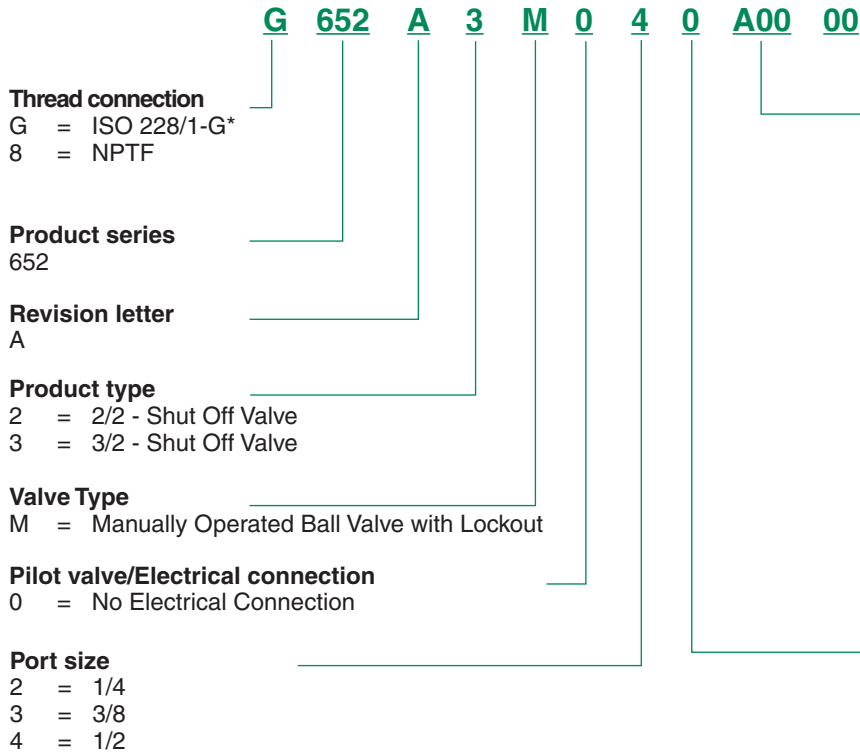 G 652 A 3 M 0 4 0 A00 00
Thread connection
G = ISO 228/1-G*
8 = NPTF
Product series
652
Revision letter
A
Product type
2 = 2/2 - Shut Off Valve
3 = 3/2 - Shut Off Valve
Valve Type
M = Manually Operated Ball Valve with Lockout
Pilot valve/Electrical connection
0 = No Electrical Connection
Port size
2 = 1/4
3 = 3/8
4 = 1/2